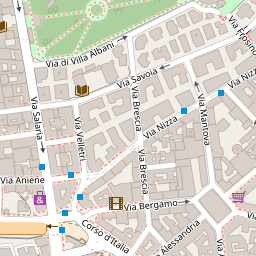 Via Frosinone
Via di Villa Albani
Via Savoia
Via Nizza
Via Brescia
Via Mantova
Via Salaria
Via Velletri
Via Nizza
Via Brescia
Via Aniene
Via Bergamo
Corso d'Italia
Alessandria